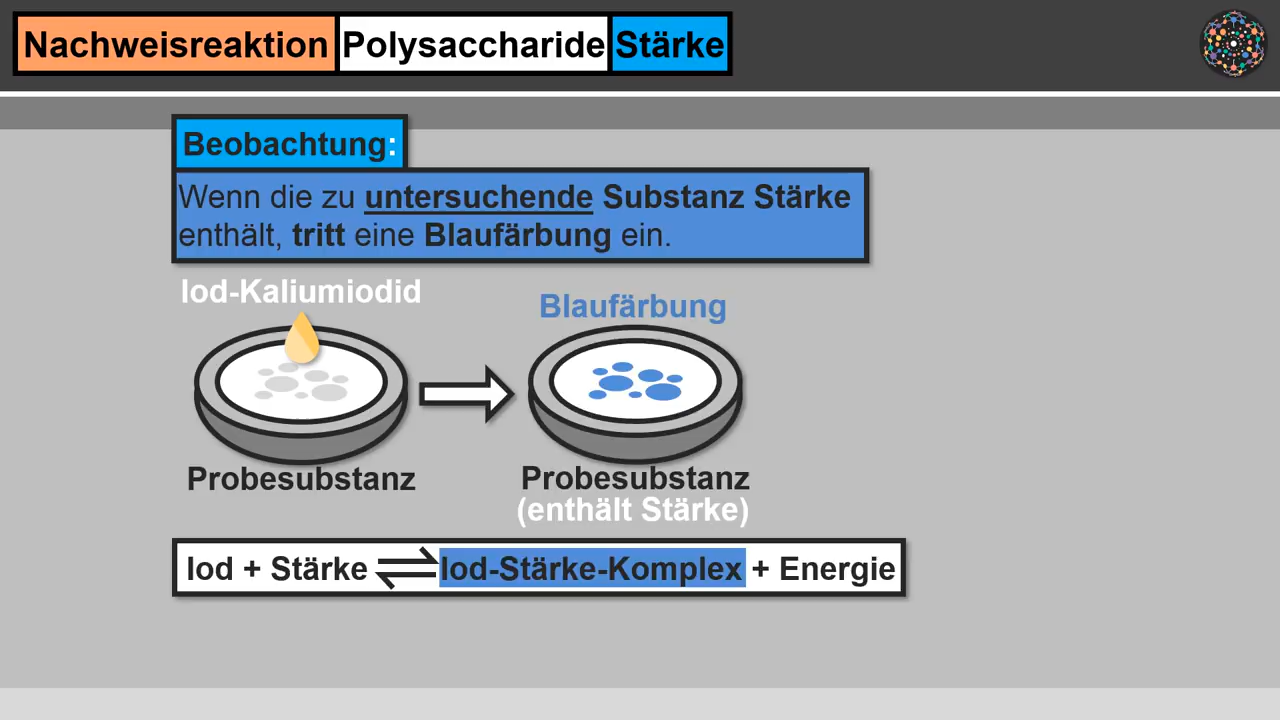 Nachweisreaktion Polysaccharide Stärke
Beobachtung:
Wenn die zu untersuchende Substanz Stärke
enthält, tritt eine Blaufärbung ein.
Iod-Kaliumiodid
Blaufärbung
Probesubstanz
Probesubstanz
(enthält Stärke)
Iod + Stärke ⇌ Iod-Stärke-Komplex + Energie